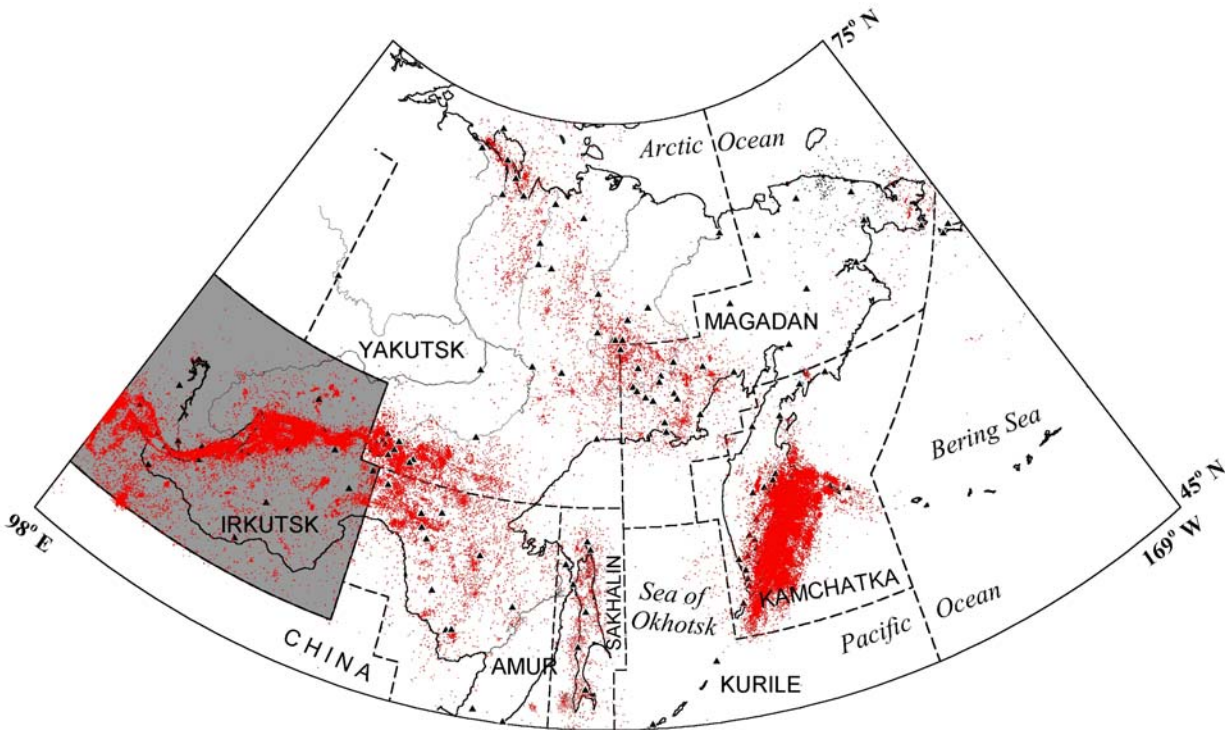 75° N
Arctic Ocean
MAGADAN
YAKUTSK
Bering Sea
45° N
98° E
IRKUTSK
169° W
SAKHALIN
Sea of
Okhotsk
KAMCHATKA
Pacific Ocean
CHINA
AMUR
KURILE